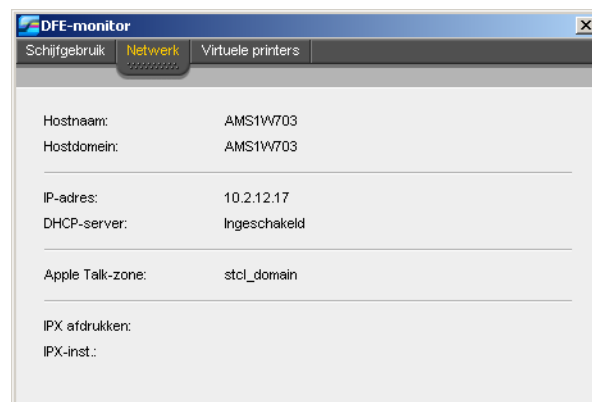 DFE-monitor
Schijfgebruik Netwerk Virtuele printers
Hostnaam: AMS1W703
Hostdomein: AMS1W703
IP-adres: 10.2.12.17
DHCP-server: Ingeschakeld
Apple Talk-zone: stcl_domain
IPX afdrukken:
IPX-inst.: